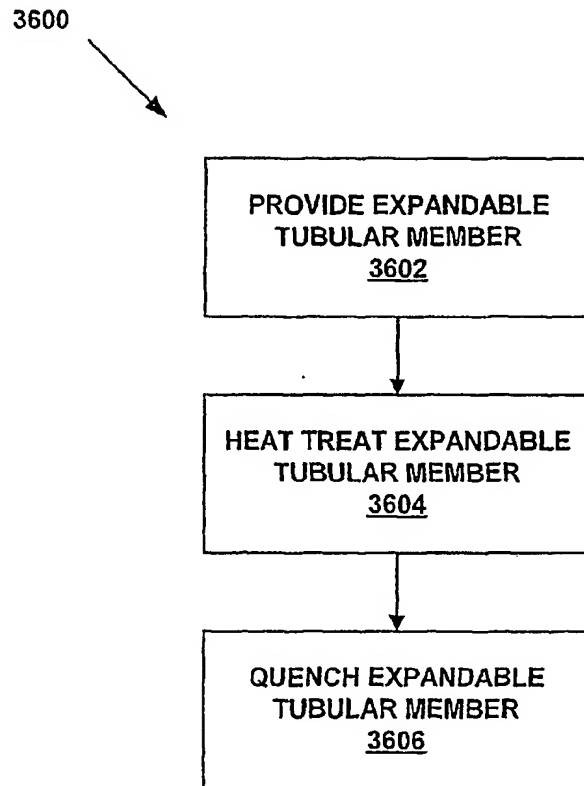 3600
PROVIDE EXPANDABLE
TUBULAR MEMBER
3602
HEAT TREAT EXPANDABLE
TUBULAR MEMBER
3604
QUENCH EXPANDABLE
TUBULAR MEMBER
3606